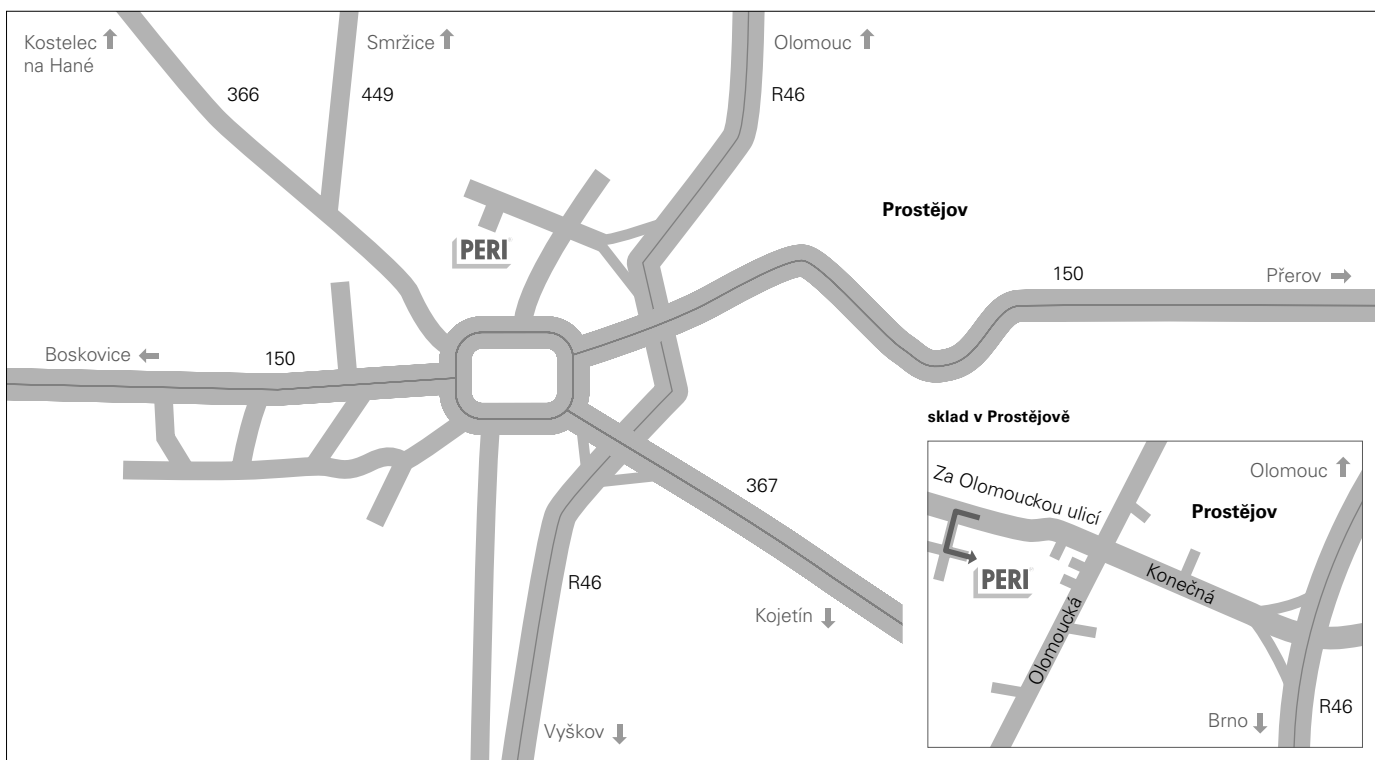 Kostelec
na Hané
Smržice
Olomouc
366
449
R46
Prostějov
PERI
150
Přerov
Boskovice
150
367
R46
Kojetín
Vyškov
sklad v Prostějově
Olomouc
Za Olomouckou ulicí
Prostějov
PERI
Konečná
Olomoucká
R46
Brno